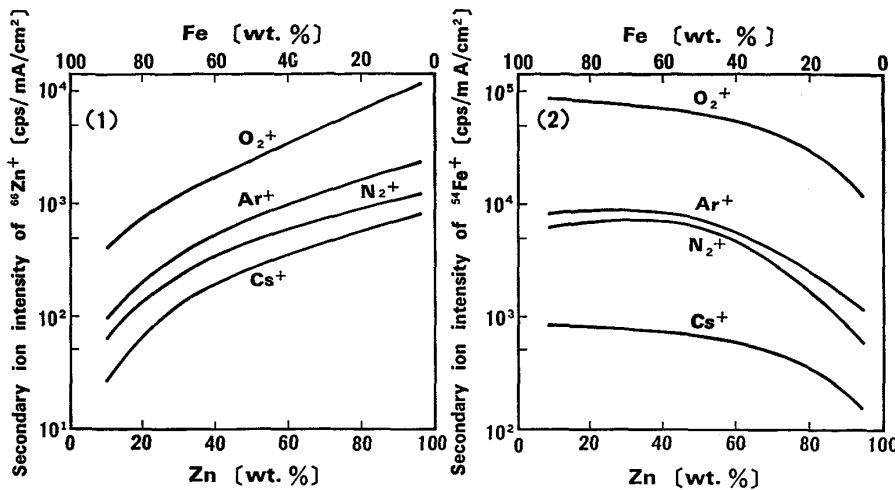 Fe [wt. %]
100 80 60 40 20 0
Secondary ion intensity of ⁶⁶Zn⁺ [cps/mA/cm²]
10⁴
10³
10²
10¹
(1)
O₂⁺
Ar⁺
N₂⁺
Cs⁺
0 20 40 60 80 100
Zn [wt. %]
Fe [wt. %]
100 80 60 40 20 0
Secondary ion intensity of ⁵⁴Fe⁺ [cps/mA/cm²]
10⁵
10⁴
10³
10²
(2)
O₂⁺
Ar⁺
N₂⁺
Cs⁺
0 20 40 60 80 100
Zn [wt. %]